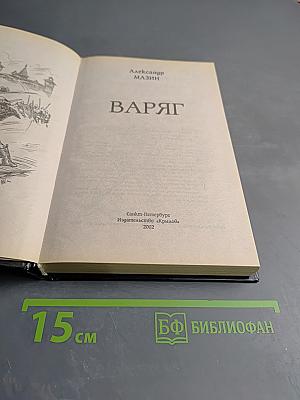 Александр
МАЗИН
ВАРЯГ
Санкт-Петербург
Издательство «Крылов»
2002
15 см
БФ БИБЛИОФАН